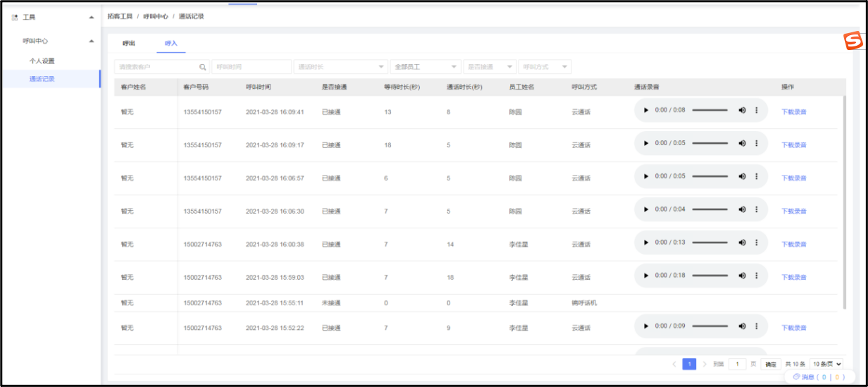 工具
呼叫中心
个人设置
通话记录
拓客工具 / 呼叫中心 / 通话记录
呼出 呼入
请搜索客户 呼叫时间 通话时长 全部员工 是否接通 呼叫方式
客户姓名 客户号码 呼叫时间 是否接通 等待时长(秒) 通话时长(秒) 员工姓名 呼叫方式 通话录音 操作
暂无 13554150157 2021-03-28 16:09:41 已接通 13 6 陈圆 云通话 0:00 / 0:08 下载录音
暂无 13554150157 2021-03-28 16:09:17 已接通 18 5 陈圆 云通话 0:00 / 0:05 下载录音
暂无 13554150157 2021-03-28 16:06:57 已接通 6 5 陈圆 云通话 0:00 / 0:05 下载录音
暂无 13554150157 2021-03-28 16:06:30 已接通 7 5 陈圆 云通话 0:00 / 0:04 下载录音
暂无 15002714763 2021-03-28 16:00:38 已接通 7 14 李佳星 云通话 0:00 / 0:13 下载录音
暂无 15002714763 2021-03-28 15:59:03 已接通 7 18 李佳星 云通话 0:00 / 0:18 下载录音
暂无 15002714763 2021-03-28 15:55:11 未接通 0 0 李佳星 呼话机
暂无 15002714763 2021-03-28 15:52:22 已接通 7 9 李佳星 云通话 0:00 / 0:09 下载录音
< 1 > 到第 1 页 确定 共 10 条 10 条/页
消息 ( 0 | 0 )